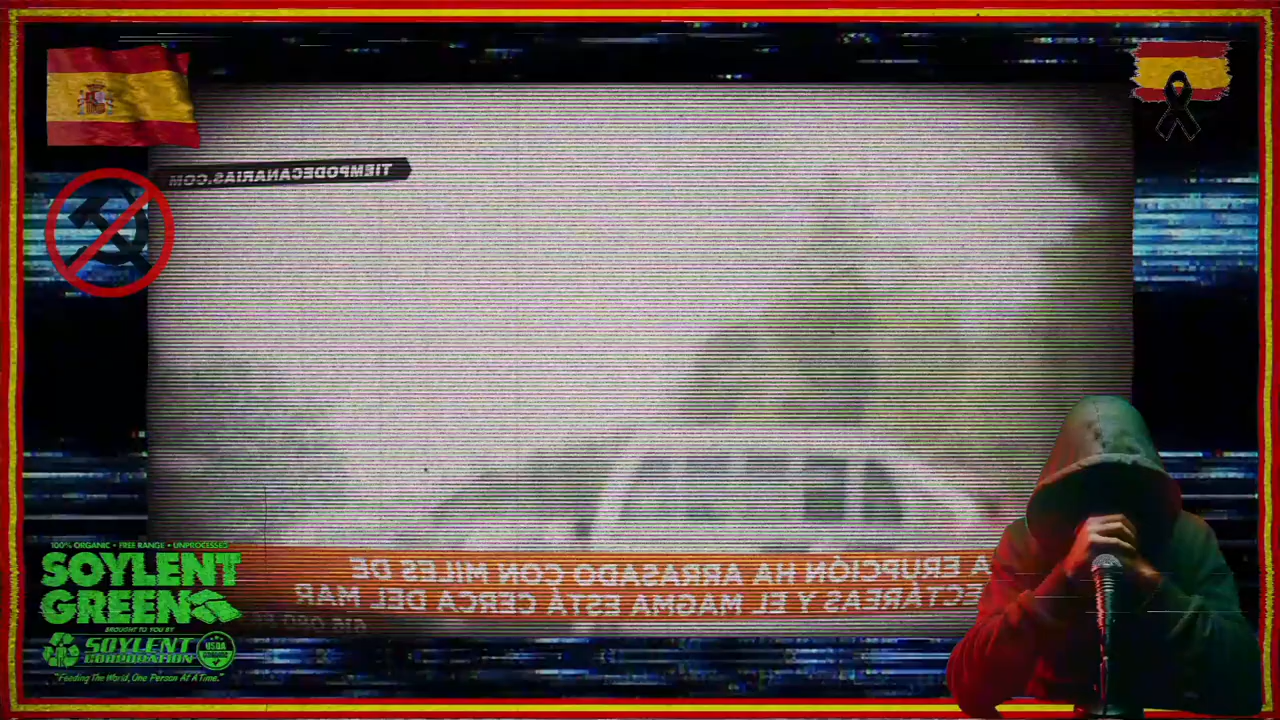 TIEMPODECANARIAS.COM
A ERUPCIÓN HA ARRASADO CON MILES DE
ECTÁREAS Y EL MAGMA ESTÁ CERCA DEL MAR
100% ORGANIC • FREE RANGE • UNPROCESSED
SOYLENT
GREEN
BROUGHT TO YOU BY
SOYLENT
CORPORATION
USDA
"Feeding The World, One Person At A Time."